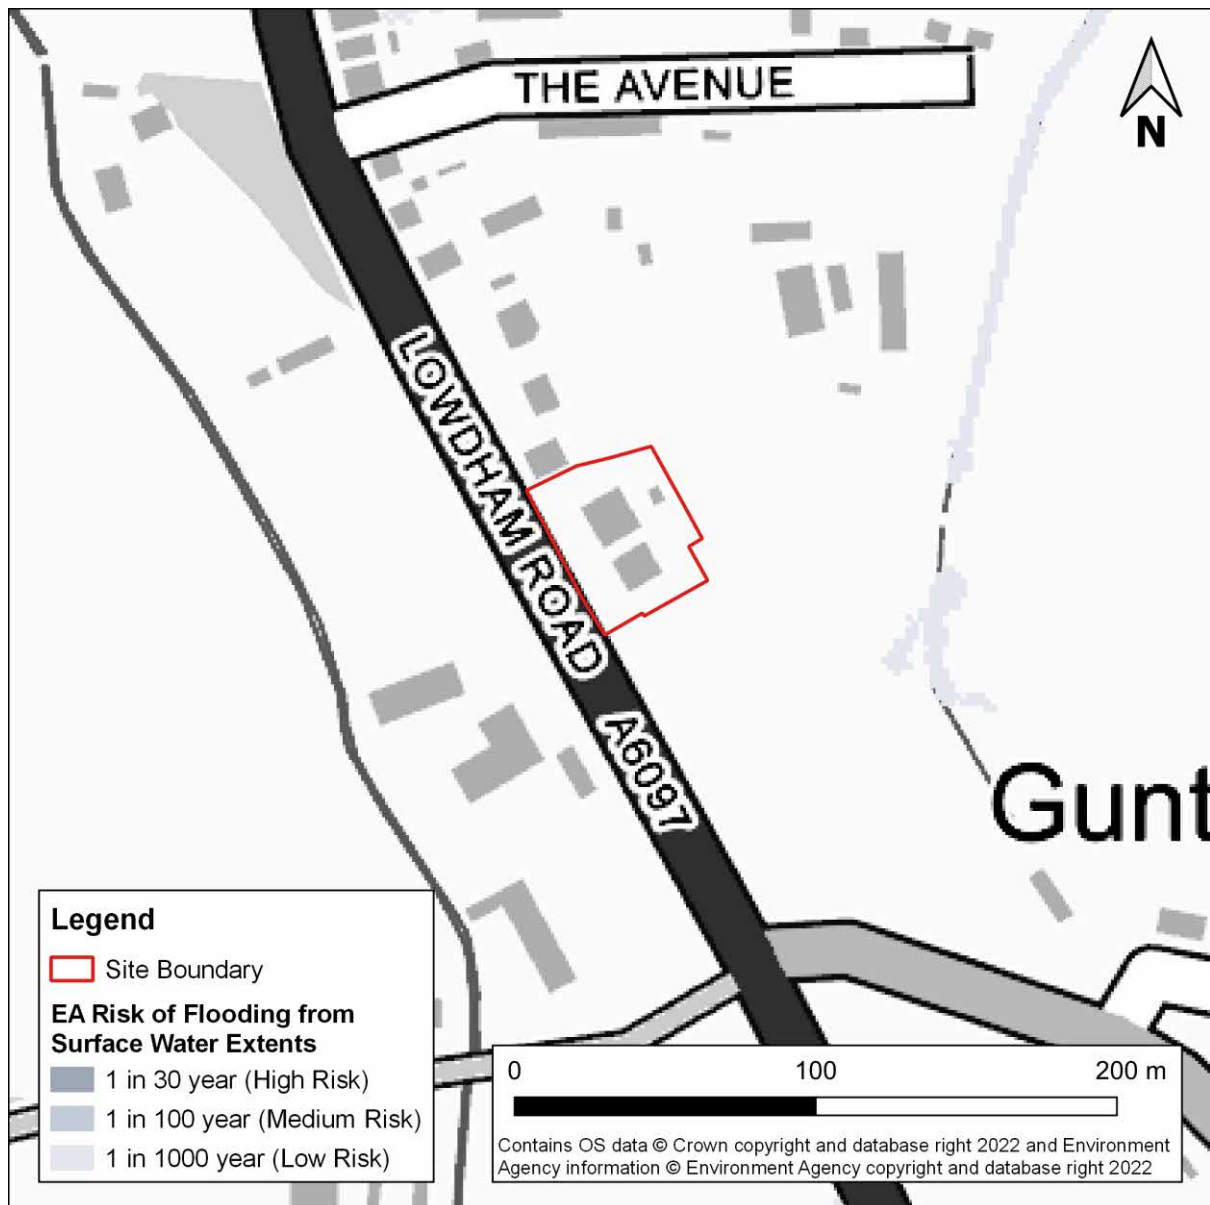 THE AVENUE
N
LOWDHAM ROAD
A6097
Gunt
Legend
Site Boundary
EA Risk of Flooding from
Surface Water Extents
1 in 30 year (High Risk)
1 in 100 year (Medium Risk)
1 in 1000 year (Low Risk)
0 100 200 m
Contains OS data © Crown copyright and database right 2022 and Environment
Agency information © Environment Agency copyright and database right 2022